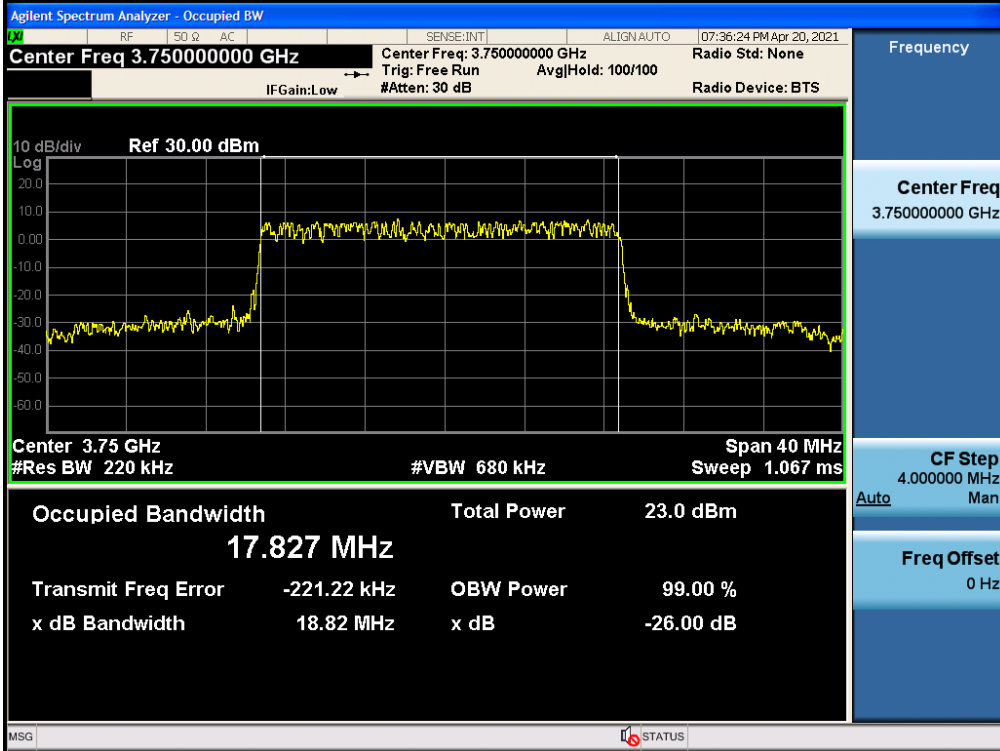 Agilent Spectrum Analyzer - Occupied BW
LXI RF 50 Ω AC SENSE:INT ALIGN AUTO 07:36:24 PM Apr 20, 2021
Center Freq 3.750000000 GHz
Center Freq: 3.750000000 GHz Radio Std: None
Trig: Free Run Avg|Hold: 100/100
IFGain:Low #Atten: 30 dB Radio Device: BTS
10 dB/div Ref 30.00 dBm
Log
20.0
10.0
0.00
-10.0
-20.0
-30.0
-40.0
-50.0
-60.0
Center 3.75 GHz Span 40 MHz
#Res BW 220 kHz #VBW 680 kHz Sweep 1.067 ms
Occupied Bandwidth Total Power 23.0 dBm
17.827 MHz
Transmit Freq Error -221.22 kHz OBW Power 99.00 %
x dB Bandwidth 18.82 MHz x dB -26.00 dB
Frequency
Center Freq
3.750000000 GHz
CF Step
4.000000 MHz
Auto Man
Freq Offset
0 Hz
MSG STATUS